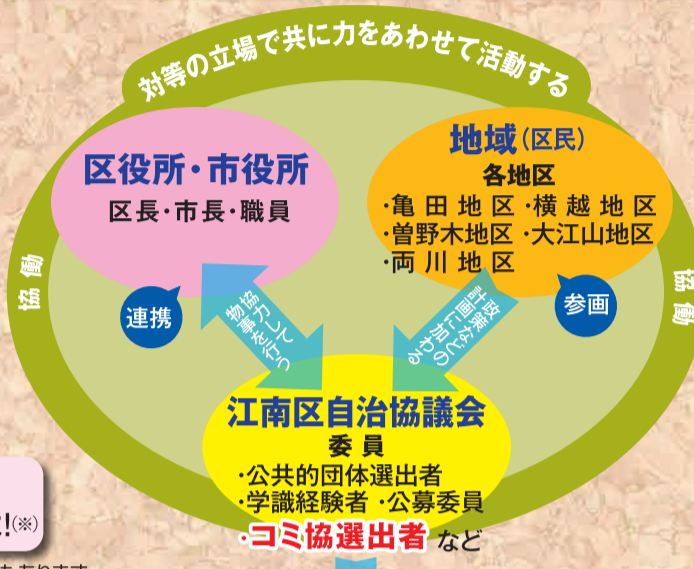 対等の立場で共に力をあわせて活動する
区役所・市役所
区長・市長・職員
地域(区民)
各地区
・亀田地区・横越地区
・曽野木地区・大江山地区
・両川地区
協働
協働
連携
協力して
物事を行う
政策などの
計画に加わる
参画
江南区自治協議会
委員
・公共的団体選出者
・学識経験者・公募委員
・コミ協選出者 など
!(※)